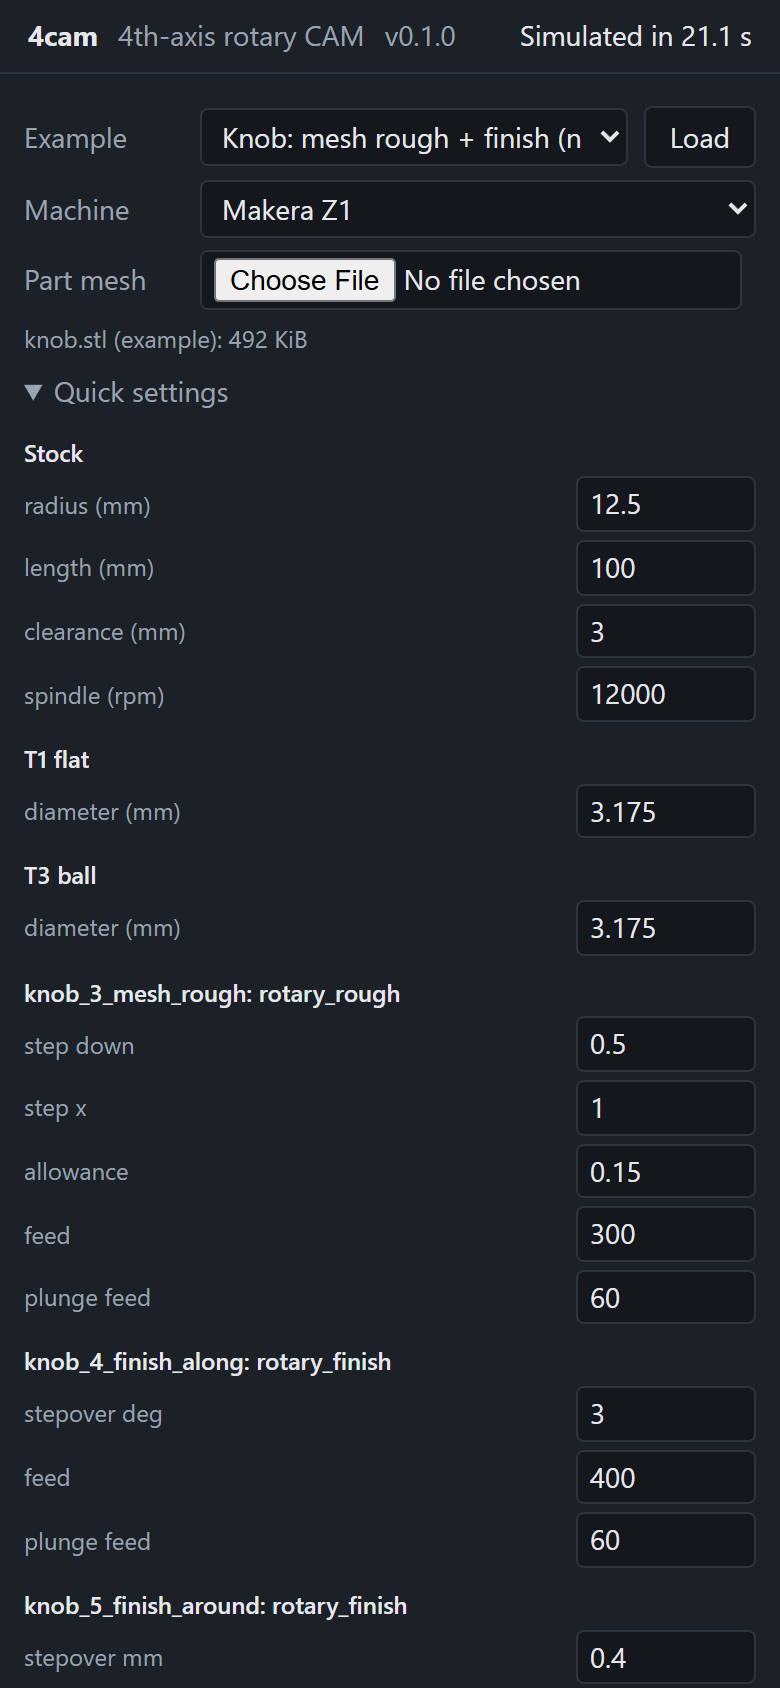 4cam 4th-axis rotary CAM v0.1.0 Simulated in 21.1 s
Example Knob: mesh rough + finish (n Load
Machine Makera Z1
Part mesh Choose File No file chosen
knob.stl (example): 492 KiB
▼ Quick settings
Stock
radius (mm) 12.5
length (mm) 100
clearance (mm) 3
spindle (rpm) 12000
T1 flat
diameter (mm) 3.175
T3 ball
diameter (mm) 3.175
knob_3_mesh_rough: rotary_rough
step down 0.5
step x 1
allowance 0.15
feed 300
plunge feed 60
knob_4_finish_along: rotary_finish
stepover deg 3
feed 400
plunge feed 60
knob_5_finish_around: rotary_finish
stepover mm 0.4